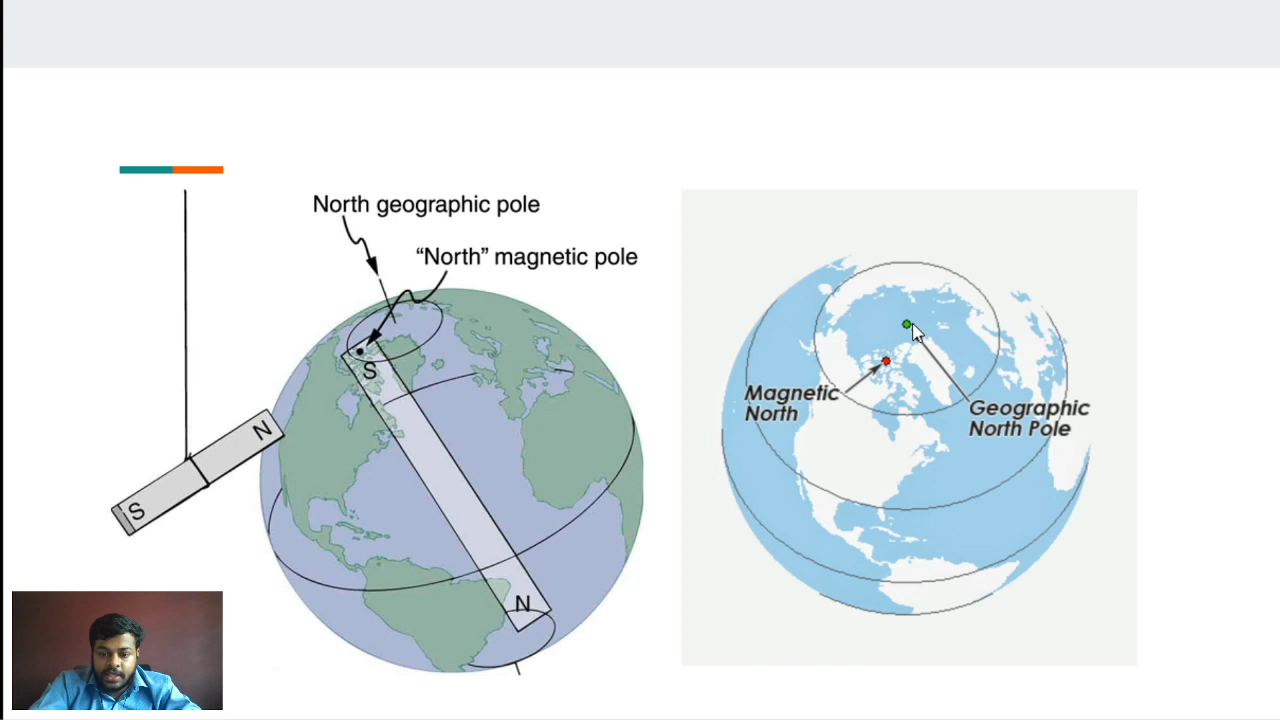 North geographic pole
“North” magnetic pole
S
N
S
N
Magnetic
North
Geographic
North Pole